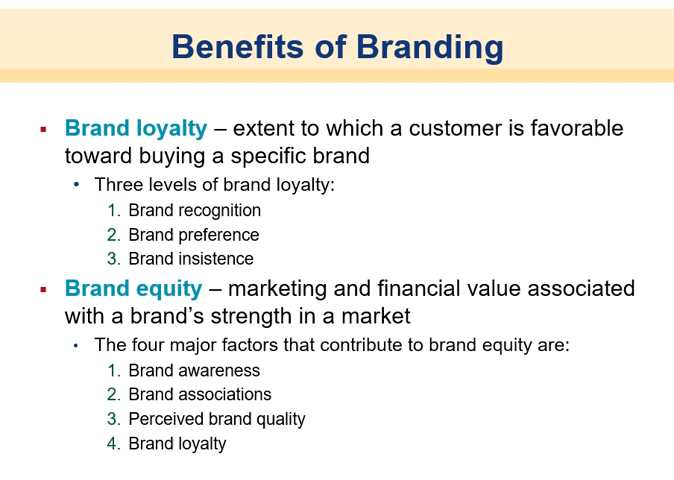 Benefits of Branding
▪ Brand loyalty – extent to which a customer is favorable
toward buying a specific brand
• Three levels of brand loyalty:
1. Brand recognition
2. Brand preference
3. Brand insistence
▪ Brand equity – marketing and financial value associated
with a brand’s strength in a market
• The four major factors that contribute to brand equity are:
1. Brand awareness
2. Brand associations
3. Perceived brand quality
4. Brand loyalty